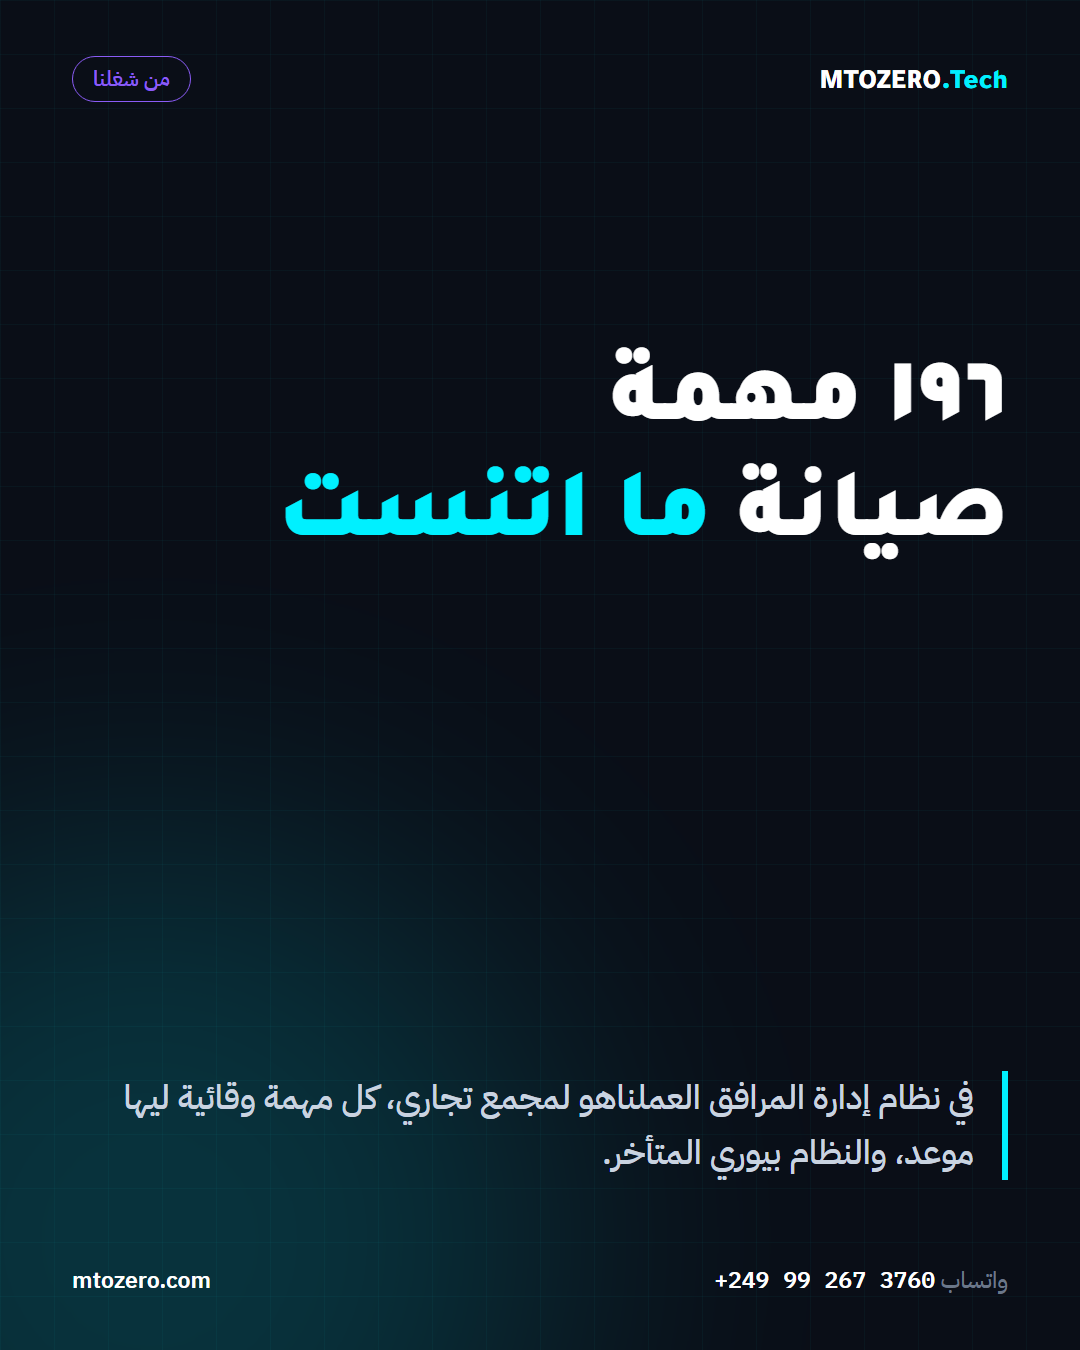 MTOZERO.Tech
من شغلنا
١٩٦ مهمة
صيانة ما اتنست
في نظام إدارة المرافق العملناهو لمجمع تجاري، كل مهمة وقائية ليها
موعد، والنظام بيوري المتأخر.
واتساب +249 99 267 3760
mtozero.com